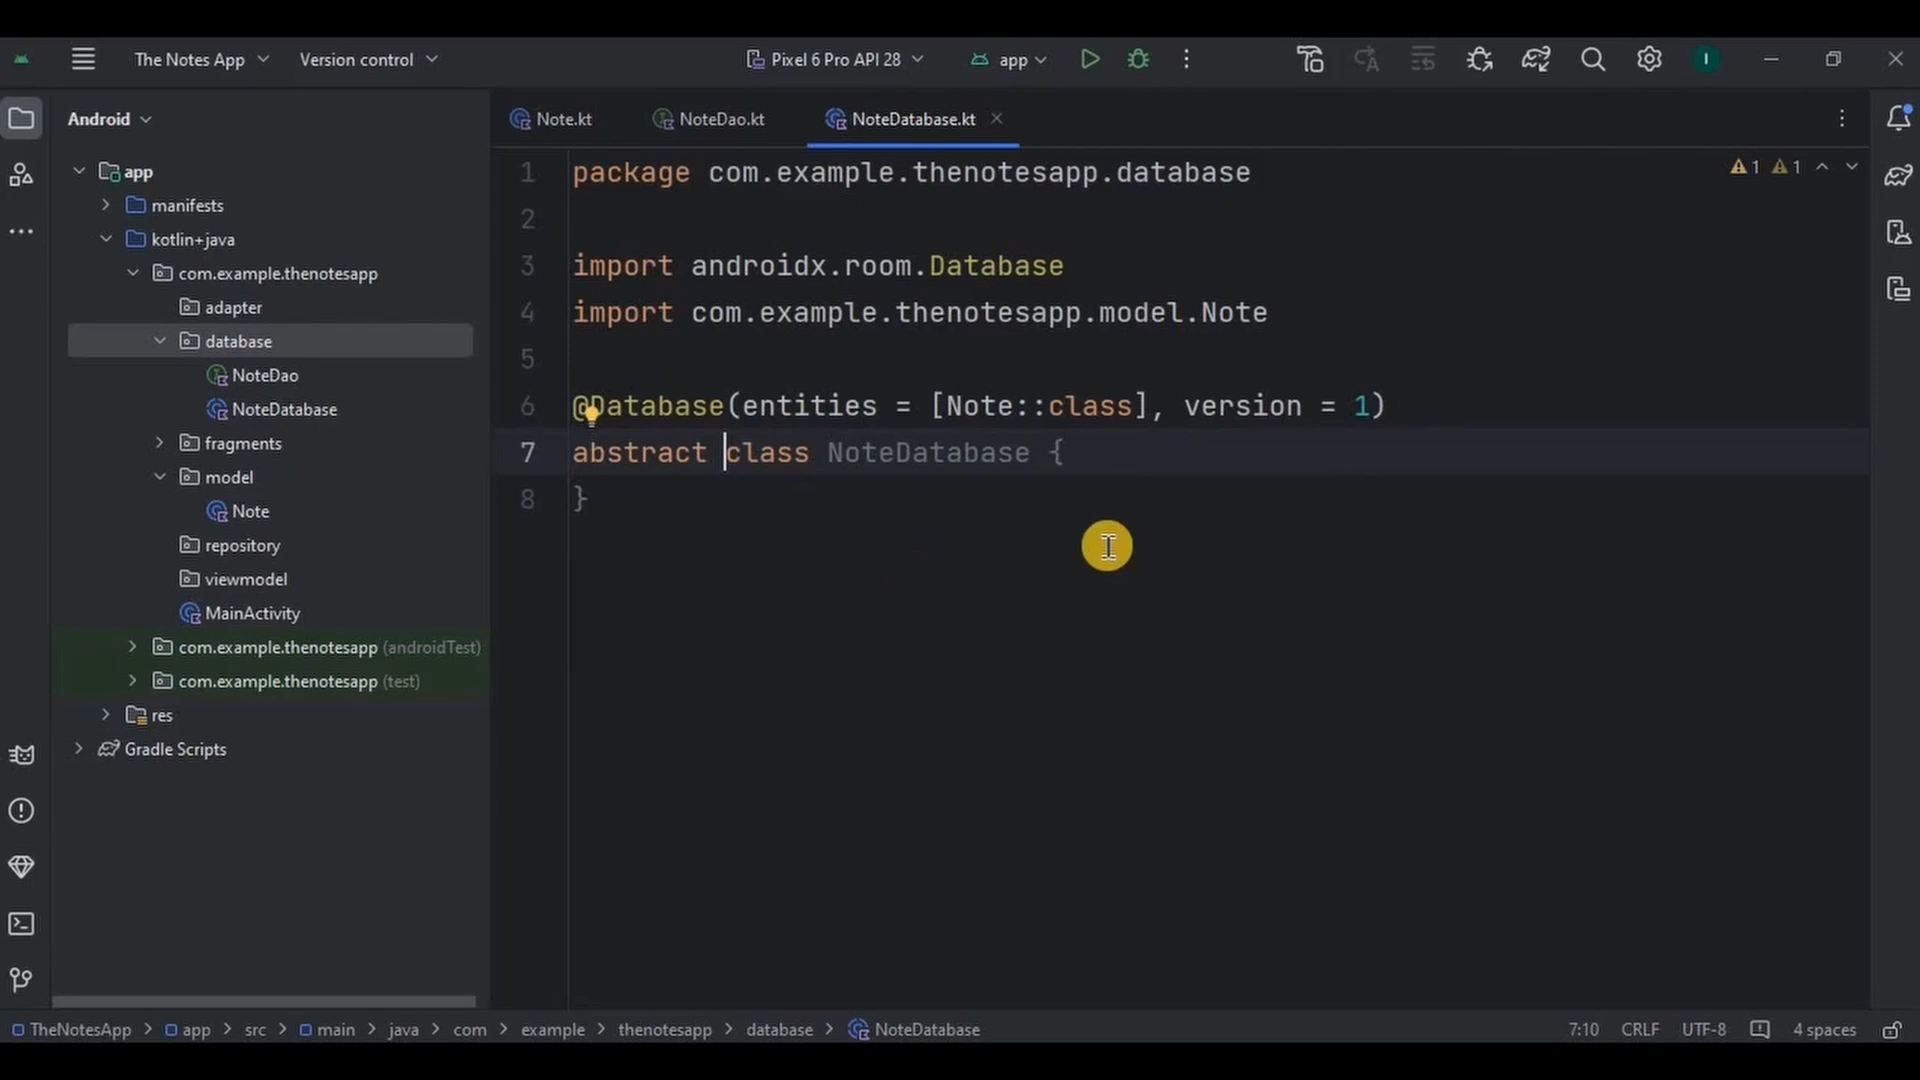 The Notes App
Version control
Pixel 6 Pro API 28
app
I
Android
app
manifests
kotlin+java
com.example.thenotesapp
adapter
database
NoteDao
NoteDatabase
fragments
model
Note
repository
viewmodel
MainActivity
com.example.thenotesapp (androidTest)
com.example.thenotesapp (test)
res
Gradle Scripts
Note.kt
NoteDao.kt
NoteDatabase.kt
1 1
1 package com.example.thenotesapp.database
2
3 import androidx.room.Database
4 import com.example.thenotesapp.model.Note
5
6 @Database(entities = [Note::class], version = 1)
7 abstract class NoteDatabase {
8 }
TheNotesApp > app > src > main > java > com > example > thenotesapp > database > NoteDatabase
7:10 CRLF UTF-8 4 spaces